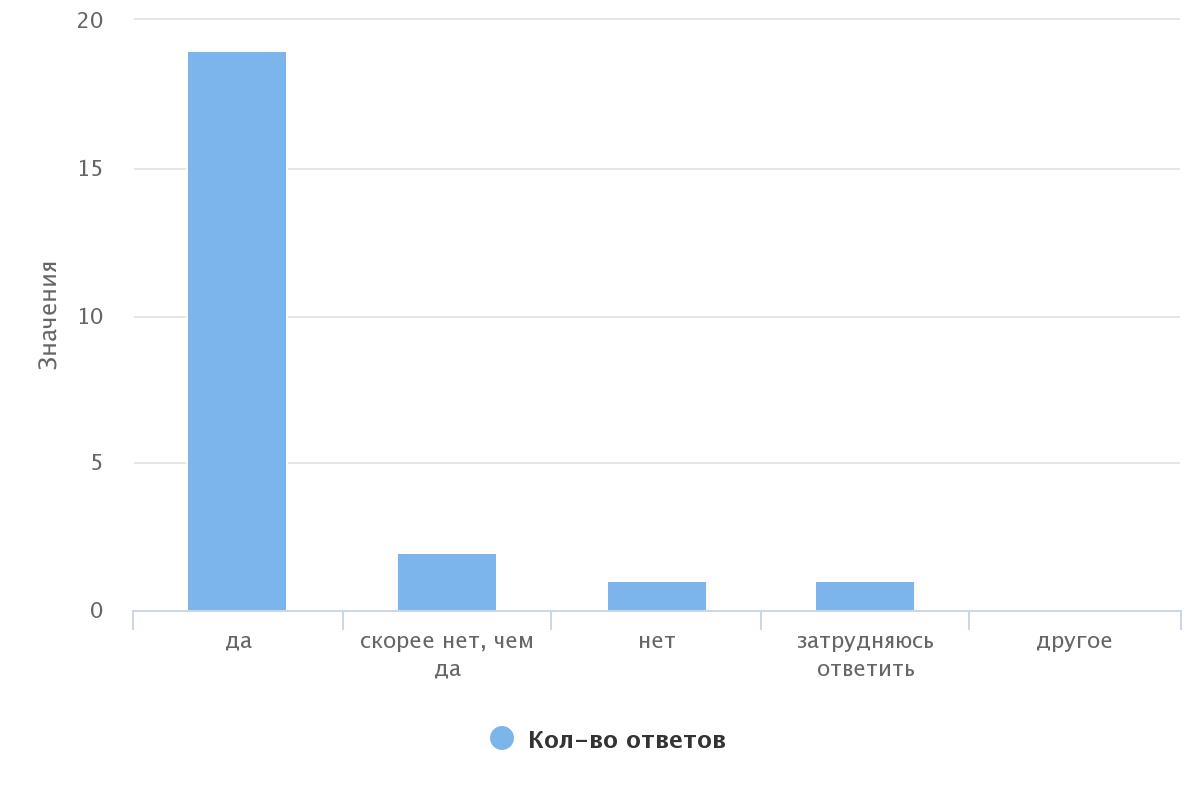 20
15
10
5
0
Значения
да
скорее нет, чем
да
нет
затрудняюсь
ответить
другое
Кол-во ответов